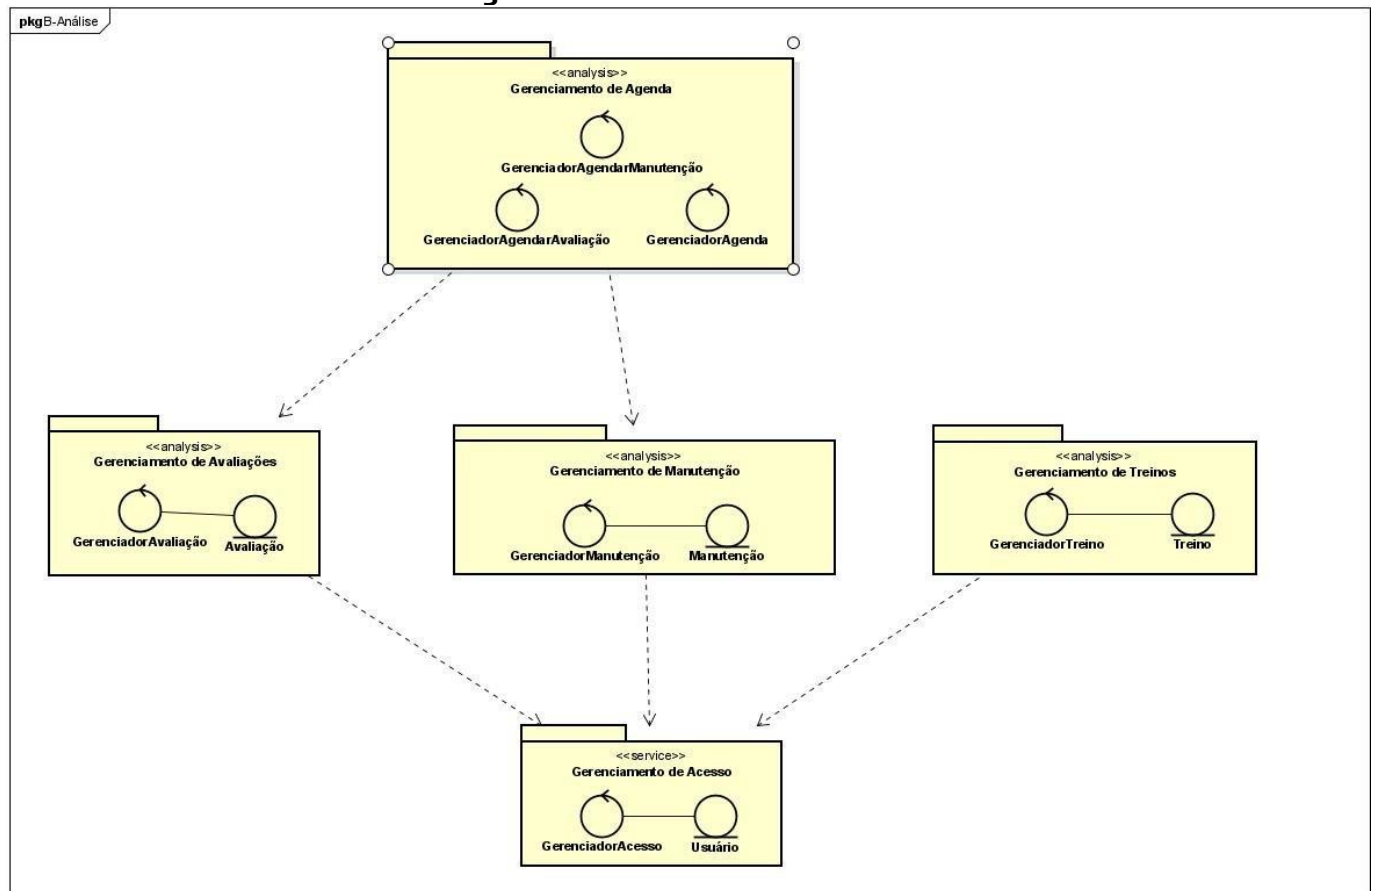 pkg B-Análise
<<analysis>>
Gerenciamento de Agenda
GerenciadorAgendarManutenção
GerenciadorAgendarAvaliação
GerenciadorAgenda
<<analysis>>
Gerenciamento de Avaliações
GerenciadorAvaliação
Avaliação
<<analysis>>
Gerenciamento de Manutenção
GerenciadorManutenção
Manutenção
<<analysis>>
Gerenciamento de Treinos
GerenciadorTreino
Treino
<<service>>
Gerenciamento de Acesso
GerenciadorAcesso
Usuário